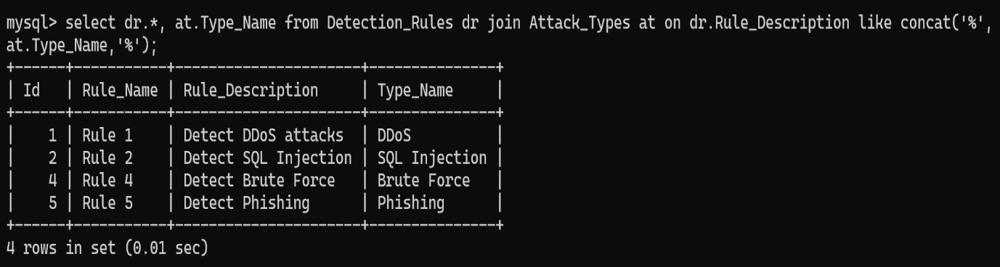 mysql> select dr.*, at.Type_Name from Detection_Rules dr join Attack_Types at on dr.Rule_Description like concat('%',
at.Type_Name,'%');
+------+-----------+----------------------+---------------+
| Id   | Rule_Name | Rule_Description     | Type_Name     |
+------+-----------+----------------------+---------------+
|    1 | Rule 1    | Detect DDoS attacks  | DDoS          |
|    2 | Rule 2    | Detect SQL Injection | SQL Injection |
|    4 | Rule 4    | Detect Brute Force   | Brute Force   |
|    5 | Rule 5    | Detect Phishing      | Phishing      |
+------+-----------+----------------------+---------------+
4 rows in set (0.01 sec)